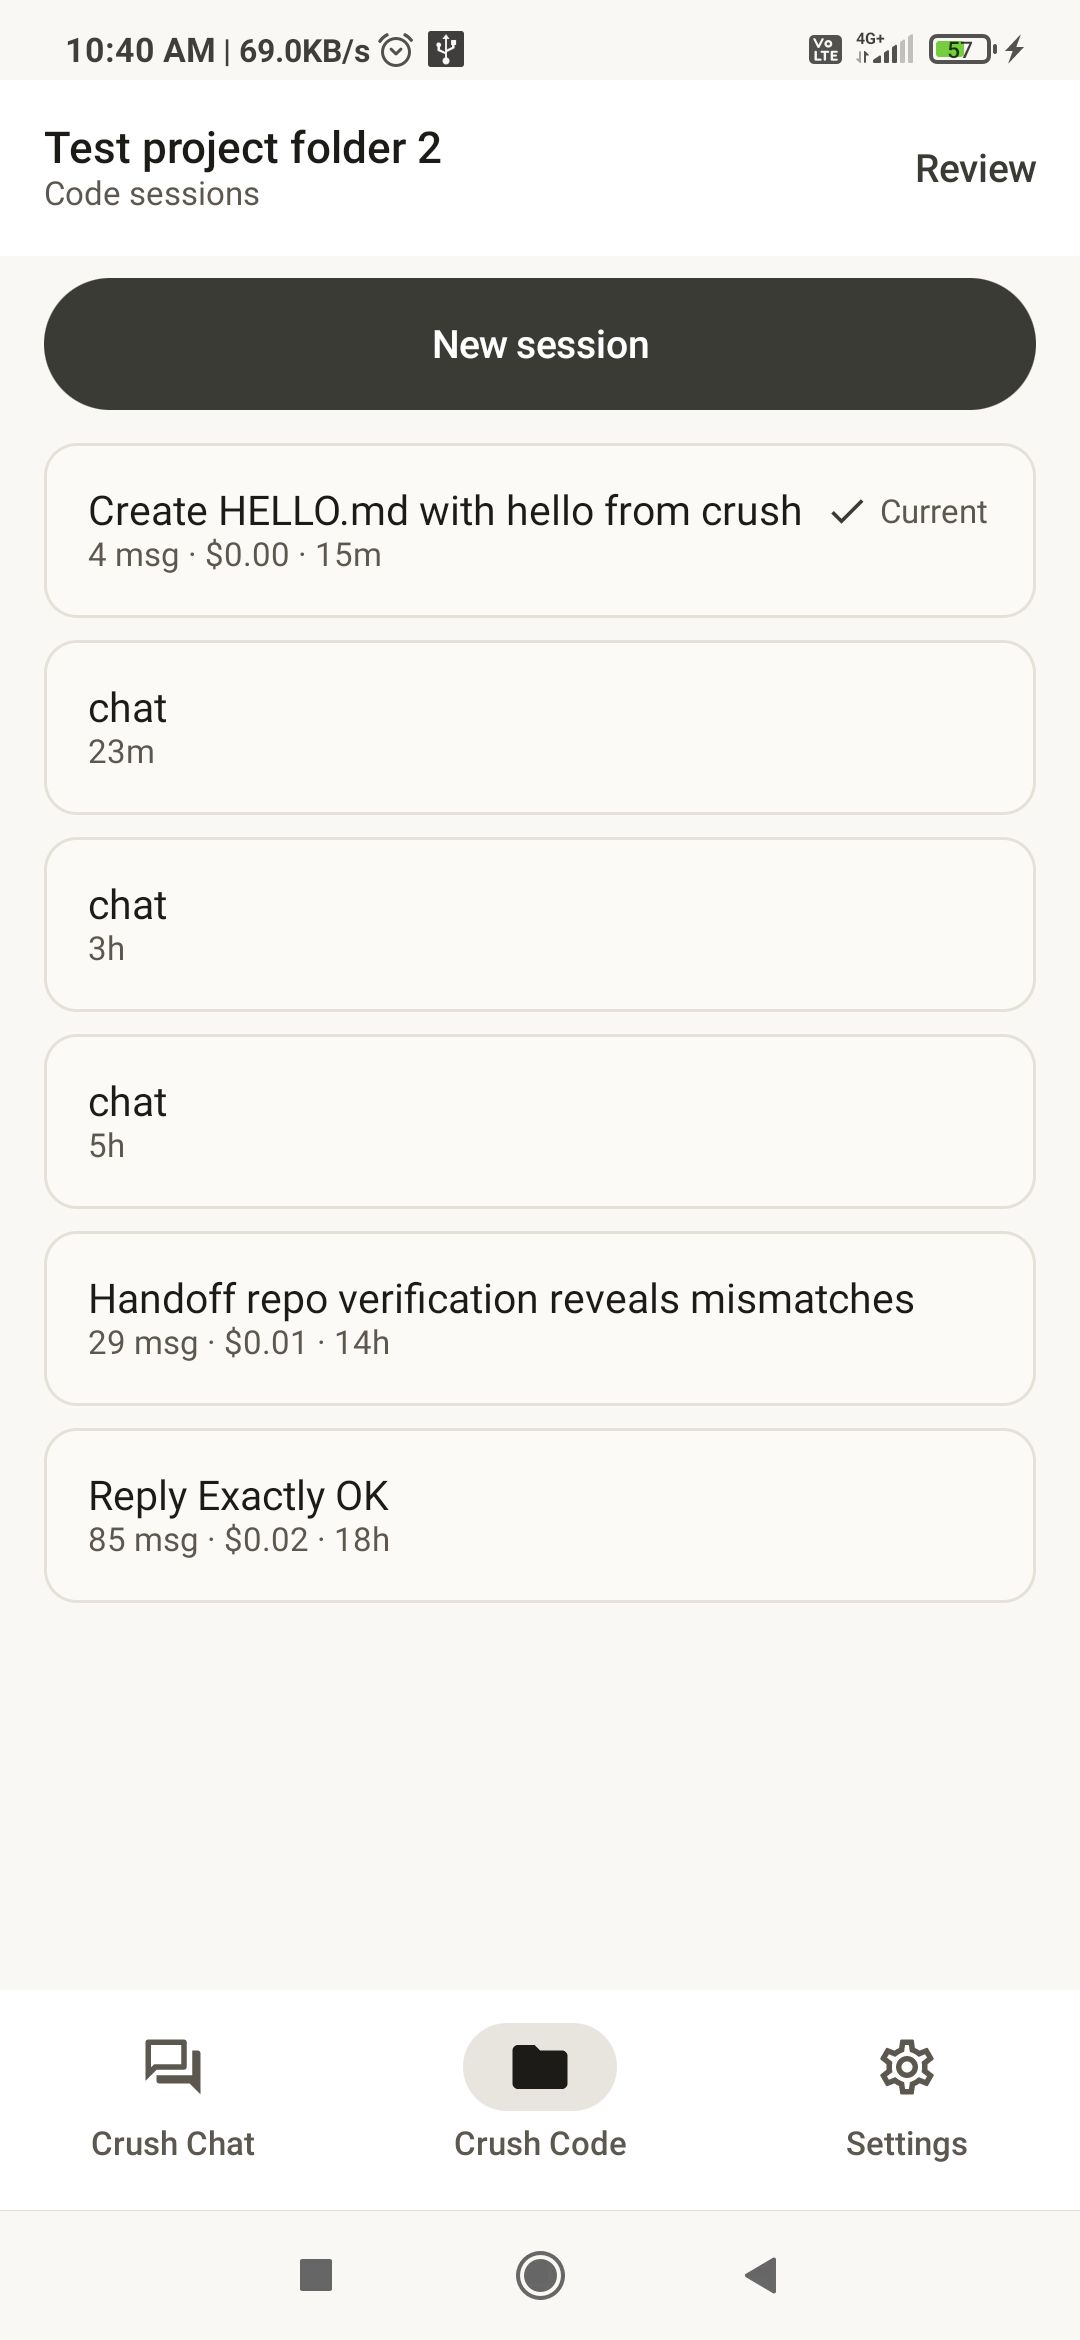 10:40 AM | 69.0KB/s
Vo LTE 4G+ 57
Test project folder 2
Code sessions
Review
New session
Create HELLO.md with hello from crush
Current
4 msg · $0.00 · 15m
chat
23m
chat
3h
chat
5h
Handoff repo verification reveals mismatches
29 msg · $0.01 · 14h
Reply Exactly OK
85 msg · $0.02 · 18h
Crush Chat
Crush Code
Settings